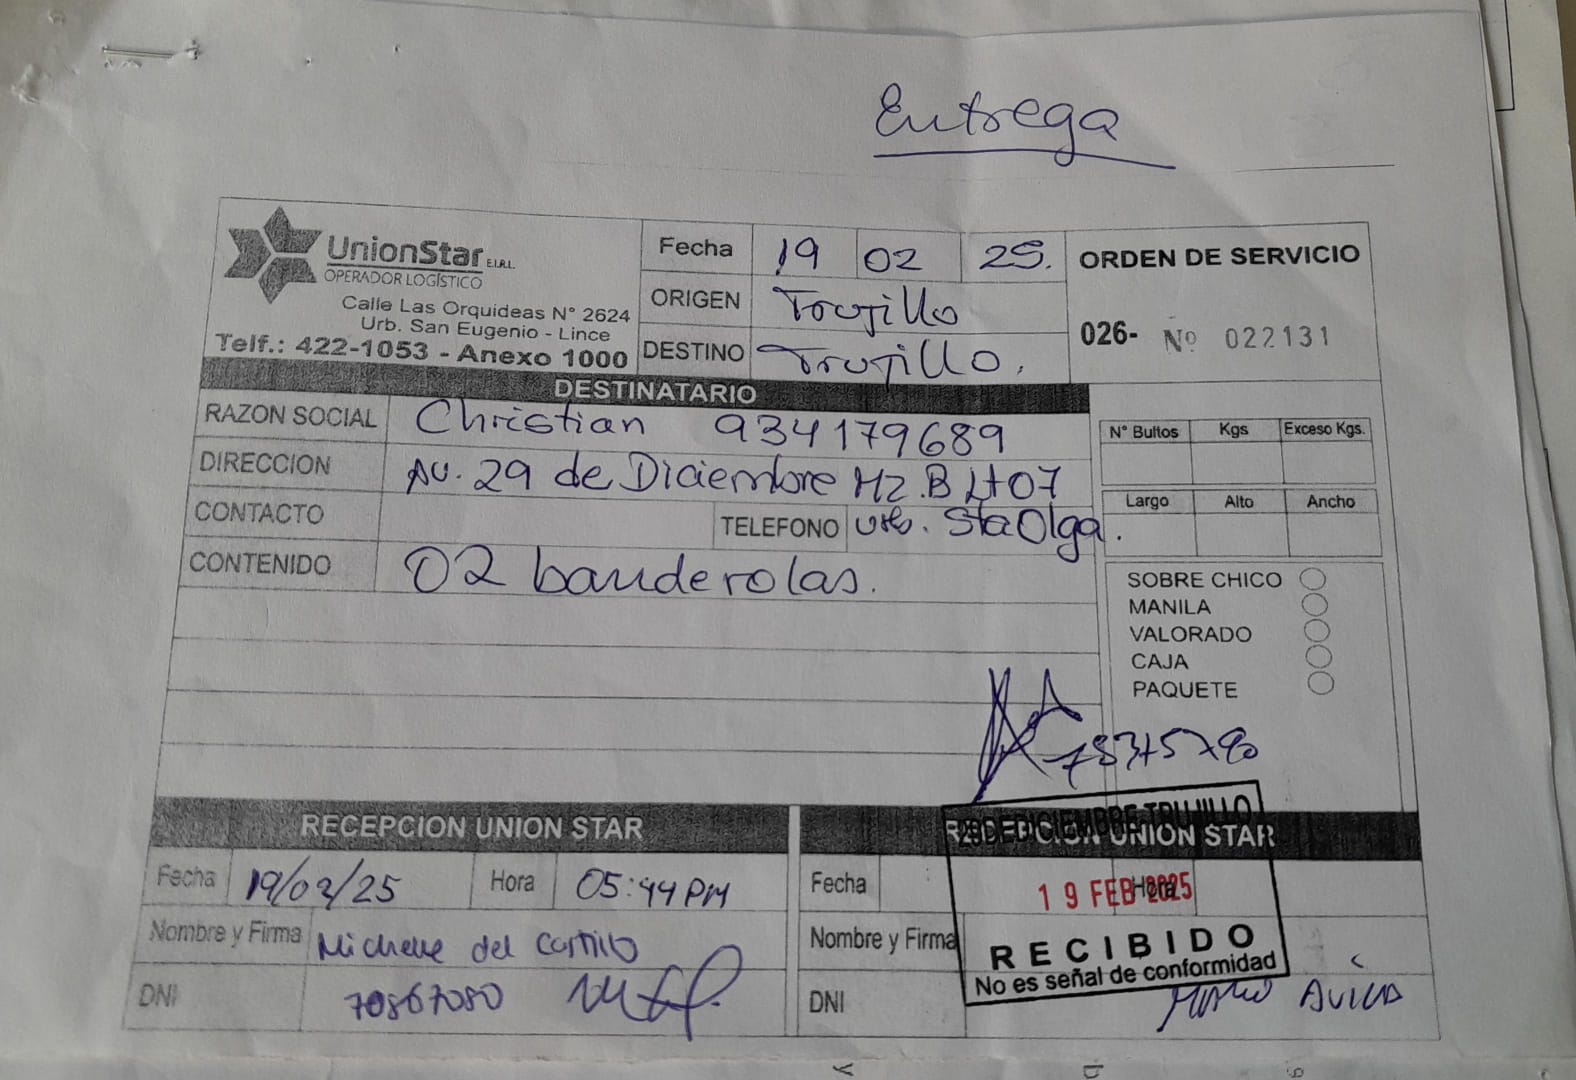 Entrega
UnionStar E.I.R.L.
OPERADOR LOGÍSTICO
Calle Las Orquideas N° 2624
Urb. San Eugenio - Lince
Telf.: 422-1053 - Anexo 1000
Fecha 19 02 25.
ORIGEN Trujillo
DESTINO Trujillo.
ORDEN DE SERVICIO
026- Nº 022131
DESTINATARIO
RAZON SOCIAL Christian 934179689
DIRECCION Av. 29 de Diciembre Mz.B Lt07
CONTACTO TELEFONO Urb. Sta Olga.
CONTENIDO 02 banderolas.
N° Bultos Kgs Exceso Kgs.
Largo Alto Ancho
SOBRE CHICO
MANILA
VALORADO
CAJA
PAQUETE
RECEPCION UNION STAR
Fecha 19/02/25 Hora 05:44 PM
Nombre y Firma Michelle del Castillo
DNI 70867080
UNION STAR
Fecha Hora
Nombre y Firma
DNI
DICIEMBRE TRUJILLO
19 FEB 2025
RECIBIDO
No es señal de conformidad
Mario Avila